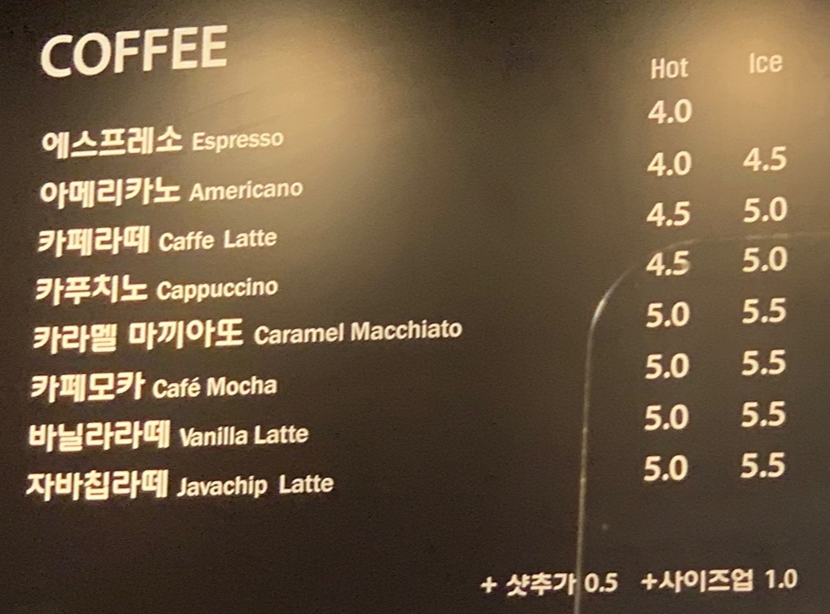 COFFEE
Hot Ice
에스프레소 Espresso 4.0
아메리카노 Americano 4.0 4.5
카페라떼 Caffe Latte 4.5 5.0
카푸치노 Cappuccino 4.5 5.0
카라멜 마끼아또 Caramel Macchiato 5.0 5.5
카페모카 Café Mocha 5.0 5.5
바닐라라떼 Vanilla Latte 5.0 5.5
자바칩라떼 Javachip Latte 5.0 5.5
+ 샷추가 0.5 +사이즈업 1.0